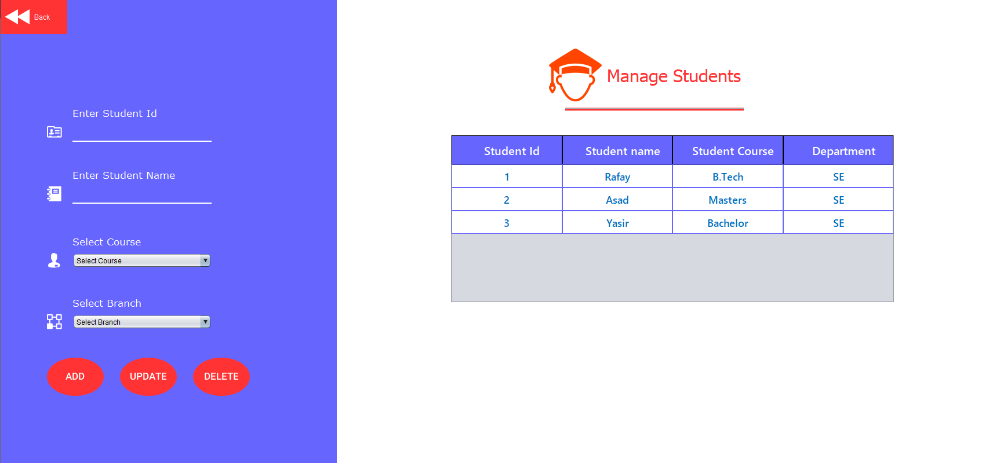 Back
Enter Student Id
Enter Student Name
Select Course
Select Course
Select Branch
Select Branch
ADD UPDATE DELETE
Manage Students
Student Id Student name Student Course Department
1 Rafay B.Tech SE
2 Asad Masters SE
3 Yasir Bachelor SE